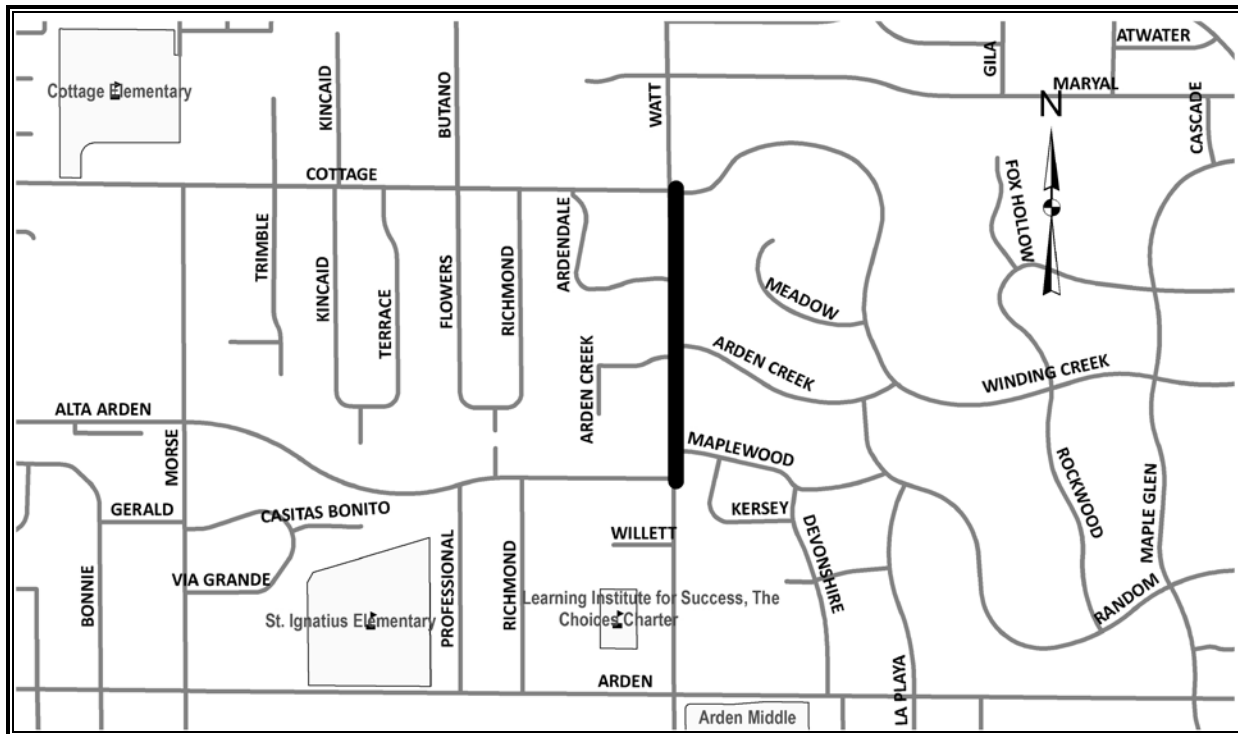 ATWATER
GILA
MARYAL
Cottage Elementary
KINCAID
BUTANO
WATT
N
CASCADE
COTTAGE
FOX HOLLOW
TRIMBLE
KINCAID
TERRACE
FLOWERS
RICHMOND
ARDENDALE
MEADOW
ARDEN CREEK
ARDEN CREEK
WINDING CREEK
ALTA ARDEN
MORSE
MAPLEWOOD
ROCKWOOD
MAPLE GLEN
GERALD
CASITAS BONITO
KERSEY
WILLETT
DEVONSHIRE
BONNIE
VIA GRANDE
St. Ignatius Elementary
PROFESSIONAL
RICHMOND
Learning Institute for Success, The
Choices Charter
RANDOM
ARDEN
LA PLAYA
Arden Middle